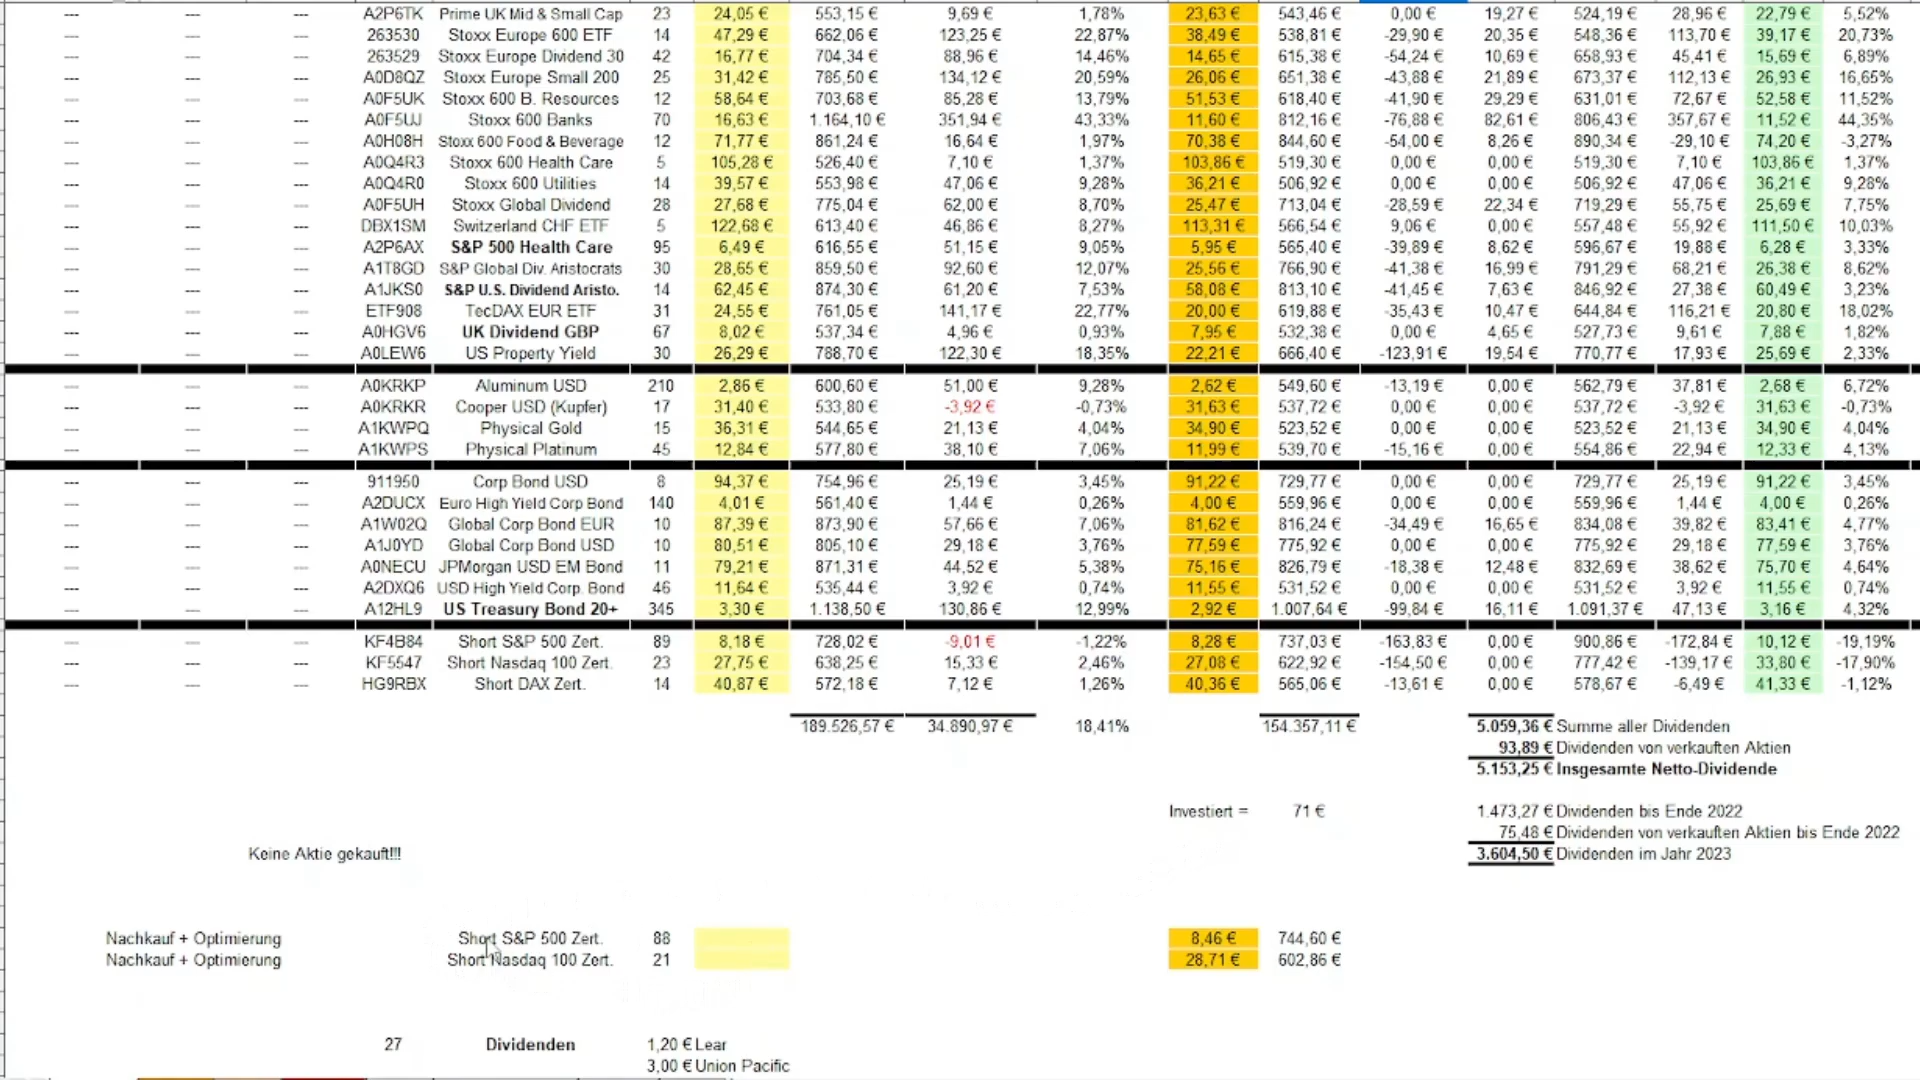 --- --- --- A2P6TK Prime UK Mid & Small Cap 23 24,05 € 553,15 € 9,69 € 1,78% 23,63 € 543,46 € 0,00 € 19,27 € 524,19 € 28,96 € 22,79 € 5,52%
--- --- --- 263530 Stoxx Europe 600 ETF 14 47,29 € 662,06 € 123,25 € 22,87% 38,49 € 538,81 € -29,90 € 20,35 € 548,36 € 113,70 € 39,17 € 20,73%
--- --- --- 263529 Stoxx Europe Dividend 30 42 16,77 € 704,34 € 88,96 € 14,46% 14,65 € 615,38 € -54,24 € 10,69 € 658,93 € 45,41 € 15,69 € 6,89%
--- --- --- A0D8QZ Stoxx Europe Small 200 25 31,42 € 785,50 € 134,12 € 20,59% 26,06 € 651,38 € -43,88 € 21,89 € 673,37 € 112,13 € 26,93 € 16,65%
--- --- --- A0F5UK Stoxx 600 B. Resources 12 58,64 € 703,68 € 85,28 € 13,79% 51,53 € 618,40 € -41,90 € 29,29 € 631,01 € 72,67 € 52,58 € 11,52%
--- --- --- A0F5UJ Stoxx 600 Banks 70 16,63 € 1.164,10 € 351,94 € 43,33% 11,60 € 812,16 € -76,88 € 82,61 € 806,43 € 357,67 € 11,52 € 44,35%
--- --- --- A0H08H Stoxx 600 Food & Beverage 12 71,77 € 861,24 € 16,64 € 1,97% 70,38 € 844,60 € -54,00 € 8,26 € 890,34 € -29,10 € 74,20 € -3,27%
--- --- --- A0Q4R3 Stoxx 600 Health Care 5 105,28 € 526,40 € 7,10 € 1,37% 103,86 € 519,30 € 0,00 € 0,00 € 519,30 € 7,10 € 103,86 € 1,37%
--- --- --- A0Q4R0 Stoxx 600 Utilities 14 39,57 € 553,98 € 47,06 € 9,28% 36,21 € 506,92 € 0,00 € 0,00 € 506,92 € 47,06 € 36,21 € 9,28%
--- --- --- A0F5UH Stoxx Global Dividend 28 27,68 € 775,04 € 62,00 € 8,70% 25,47 € 713,04 € -28,59 € 22,34 € 719,29 € 55,75 € 25,69 € 7,75%
--- --- --- DBX1SM Switzerland CHF ETF 5 122,68 € 613,40 € 46,86 € 8,27% 113,31 € 566,54 € 9,06 € 0,00 € 557,48 € 55,92 € 111,50 € 10,03%
--- --- --- A2P6AX S&P 500 Health Care 95 6,49 € 616,55 € 51,15 € 9,05% 5,95 € 565,40 € -39,89 € 8,62 € 596,67 € 19,88 € 6,28 € 3,33%
--- --- --- A1T8GD S&P Global Div. Aristocrats 30 28,65 € 859,50 € 92,60 € 12,07% 25,56 € 766,90 € -41,38 € 16,99 € 791,29 € 68,21 € 26,38 € 8,62%
--- --- --- A1JKS0 S&P U.S. Dividend Aristo. 14 62,45 € 874,30 € 61,20 € 7,53% 58,08 € 813,10 € -41,45 € 7,63 € 846,92 € 27,38 € 60,49 € 3,23%
--- --- --- ETF908 TecDAX EUR ETF 31 24,55 € 761,05 € 141,17 € 22,77% 20,00 € 619,88 € -35,43 € 10,47 € 644,84 € 116,21 € 20,80 € 18,02%
--- --- --- A0HGV6 UK Dividend GBP 67 8,02 € 537,34 € 4,96 € 0,93% 7,95 € 532,38 € 0,00 € 4,65 € 527,73 € 9,61 € 7,88 € 1,82%
--- --- --- A0LEW6 US Property Yield 30 26,29 € 788,70 € 122,30 € 18,35% 22,21 € 666,40 € -123,91 € 19,54 € 770,77 € 17,93 € 25,69 € 2,33%
--- --- --- A0KRKP Aluminum USD 210 2,86 € 600,60 € 51,00 € 9,28% 2,62 € 549,60 € -13,19 € 0,00 € 562,79 € 37,81 € 2,68 € 6,72%
--- --- --- A0KRKR Cooper USD (Kupfer) 17 31,40 € 533,80 € -3,92 € -0,73% 31,63 € 537,72 € 0,00 € 0,00 € 537,72 € -3,92 € 31,63 € -0,73%
--- --- --- A1KWPQ Physical Gold 15 36,31 € 544,65 € 21,13 € 4,04% 34,90 € 523,52 € 0,00 € 0,00 € 523,52 € 21,13 € 34,90 € 4,04%
--- --- --- A1KWPS Physical Platinum 45 12,84 € 577,80 € 38,10 € 7,06% 11,99 € 539,70 € -15,16 € 0,00 € 554,86 € 22,94 € 12,33 € 4,13%
--- --- --- 911950 Corp Bond USD 8 94,37 € 754,96 € 25,19 € 3,45% 91,22 € 729,77 € 0,00 € 0,00 € 729,77 € 25,19 € 91,22 € 3,45%
--- --- --- A2DUCX Euro High Yield Corp Bond 140 4,01 € 561,40 € 1,44 € 0,26% 4,00 € 559,96 € 0,00 € 0,00 € 559,96 € 1,44 € 4,00 € 0,26%
--- --- --- A1W02Q Global Corp Bond EUR 10 87,39 € 873,90 € 57,66 € 7,06% 81,62 € 816,24 € -34,49 € 16,65 € 834,08 € 39,82 € 83,41 € 4,77%
--- --- --- A1J0YD Global Corp Bond USD 10 80,51 € 805,10 € 29,18 € 3,76% 77,59 € 775,92 € 0,00 € 0,00 € 775,92 € 29,18 € 77,59 € 3,76%
--- --- --- A0NECU JPMorgan USD EM Bond 11 79,21 € 871,31 € 44,52 € 5,38% 75,16 € 826,79 € -18,38 € 12,48 € 832,69 € 38,62 € 75,70 € 4,64%
--- --- --- A2DXQ6 USD High Yield Corp. Bond 46 11,64 € 535,44 € 3,92 € 0,74% 11,55 € 531,52 € 0,00 € 0,00 € 531,52 € 3,92 € 11,55 € 0,74%
--- --- --- A12HL9 US Treasury Bond 20+ 345 3,30 € 1.138,50 € 130,86 € 12,99% 2,92 € 1.007,64 € -99,84 € 16,11 € 1.091,37 € 47,13 € 3,16 € 4,32%
--- --- --- KF4B84 Short S&P 500 Zert. 89 8,18 € 728,02 € -9,01 € -1,22% 8,28 € 737,03 € -163,83 € 0,00 € 900,86 € -172,84 € 10,12 € -19,19%
--- --- --- KF5547 Short Nasdaq 100 Zert. 23 27,75 € 638,25 € 15,33 € 2,46% 27,08 € 622,92 € -154,50 € 0,00 € 777,42 € -139,17 € 33,80 € -17,90%
--- --- --- HG9RBX Short DAX Zert. 14 40,87 € 572,18 € 7,12 € 1,26% 40,36 € 565,06 € -13,61 € 0,00 € 578,67 € -6,49 € 41,33 € -1,12%
189.526,57 € 34.890,97 € 18,41% 154.357,11 € 5.059,36 € Summe aller Dividenden
93,89 € Dividenden von verkauften Aktien
5.153,25 € Insgesamte Netto-Dividende
Investiert = 71 € 1.473,27 € Dividenden bis Ende 2022
75,48 € Dividenden von verkauften Aktien bis Ende 2022
Keine Aktie gekauft!!! 3.604,50 € Dividenden im Jahr 2023
Nachkauf + Optimierung Short S&P 500 Zert. 88 8,46 € 744,60 €
Nachkauf + Optimierung Short Nasdaq 100 Zert. 21 28,71 € 602,86 €
27 Dividenden 1,20 € Lear
3,00 € Union Pacific